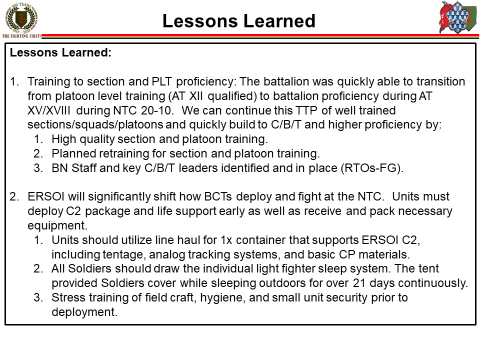 Lessons Learned
THE FIGHTING FIRST
Lessons Learned:
1. Training to section and PLT proficiency: The battalion was quickly able to transition
from platoon level training (AT XII qualified) to battalion proficiency during AT
XV/XVIII during NTC 20-10.  We can continue this TTP of well trained
sections/squads/platoons and quickly build to C/B/T and higher proficiency by:
1. High quality section and platoon training.
2. Planned retraining for section and platoon training.
3. BN Staff and key C/B/T leaders identified and in place (RTOs-FG).
2. ERSOI will significantly shift how BCTs deploy and fight at the NTC.  Units must
deploy C2 package and life support early as well as receive and pack necessary
equipment.
1. Units should utilize line haul for 1x container that supports ERSOI C2,
including tentage, analog tracking systems, and basic CP materials.
2. All Soldiers should draw the individual light fighter sleep system. The tent
provided Soldiers cover while sleeping outdoors for over 21 days continuously.
3. Stress training of field craft, hygiene, and small unit security prior to
deployment.